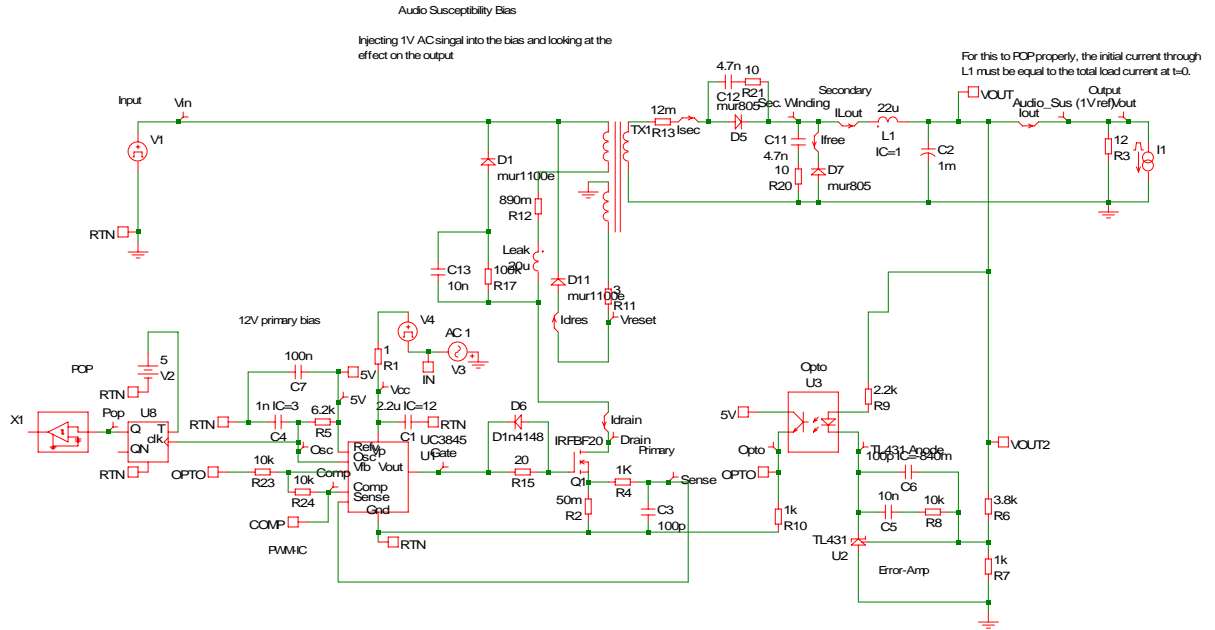 Audio Susceptibility Bias
Injecting 1V AC singal into the bias and looking at the
effect on the output
For this to POP properly, the initial current through
L1 must be equal to the total load current at t=0.
Input
Vin
V1
RTN
D1
mur1100e
890m
R12
Leak
20u
C13
10n
100k
R17
D11
mur1100e
Idres
3
R11
Vreset
TX1
12m
R13
Isec
4.7n
C12
10
R21
mur805
D5
Sec. Winding
C11
4.7n
10
R20
Secondary
ILout
Ifree
D7
mur805
22u
L1
IC=1
C2
1m
VOUT
Iout
Audio_Sus (1Vref)
Output
Vout
12
R3
I1
12V primary bias
100n
C7
5V
5V
RTN
1n IC=3
C4
6.2k
R5
Osc
1
R1
Vcc
2.2u IC=12
C1
RTN
V4
IN
AC 1
V3
POP
5
V2
RTN
X1
Pop
U8
Q
T
clk
QN
RTN
OPTO
10k
R23
10k
R24
Comp
COMP
PWM-IC
UC3845
U1
Ref
Vp
Osc
Vfb
Vout
Comp
Sense
Gnd
Gate
RTN
D6
D1n4148
20
R15
IRFBF20
Q1
Idrain
Drain
Primary
1K
R4
Sense
50m
R2
C3
100p
Opto
U3
5V
Opto
OPTO
1k
R10
2.2k
R9
TL431 Anode
100p IC=-840m
C6
10n
C5
10k
R8
TL431
U2
Error-Amp
VOUT2
3.8k
R6
1k
R7